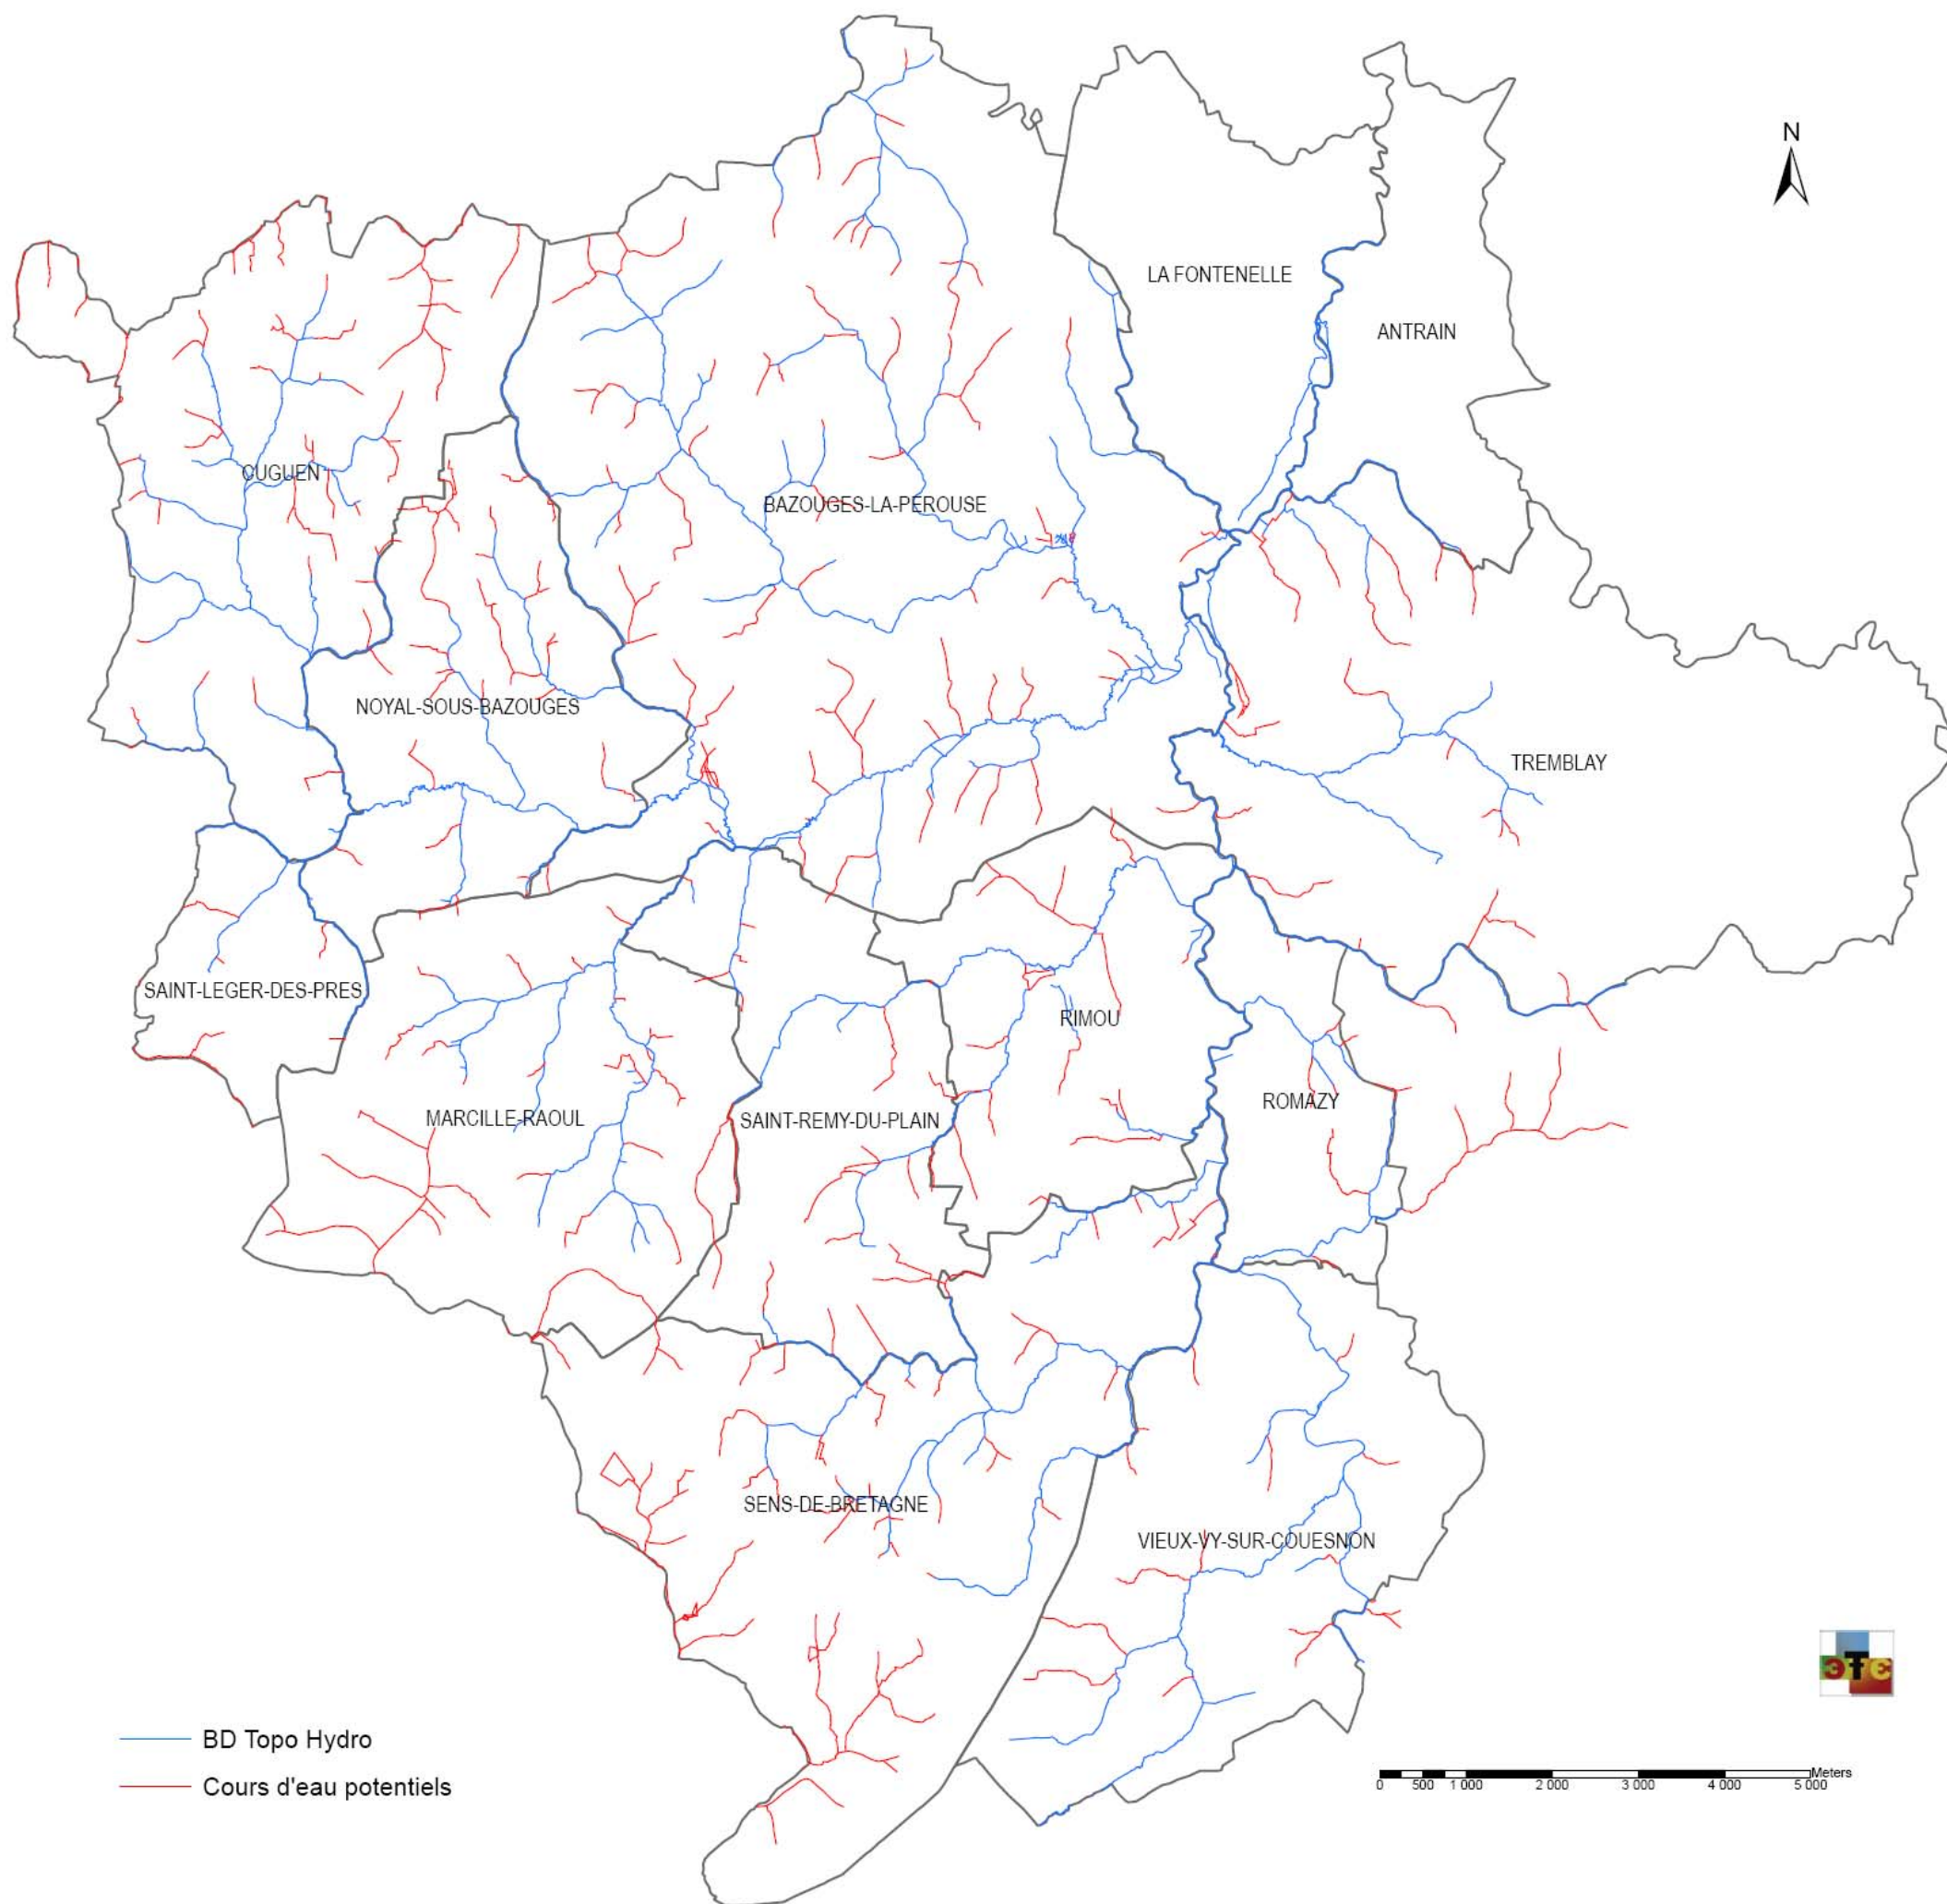 N
LA FONTENELLE
ANTRAIN
CUGUEN
BAZOUGES-LA-PEROUSE
NOYAL-SOUS-BAZOUGES
TREMBLAY
SAINT-LEGER-DES-PRES
RIMOU
ROMAZY
MARCILLE-RAOUL
SAINT-REMY-DU-PLAIN
SENS-DE-BRETAGNE
VIEUX-VY-SUR-COUESNON
эTє
BD Topo Hydro
Cours d'eau potentiels
Meters
0 500 1 000 2 000 3 000 4 000 5 000